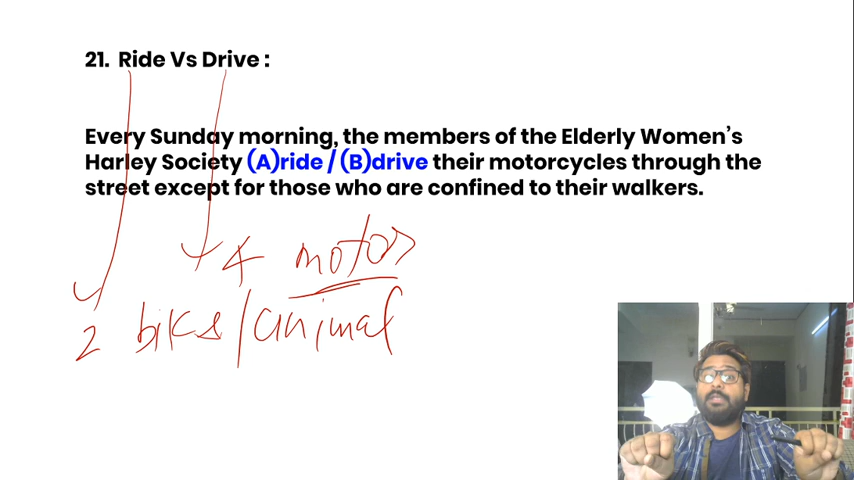 21. Ride Vs Drive :
Every Sunday morning, the members of the Elderly Women's
Harley Society (A)ride / (B)drive their motorcycles through the
street except for those who are confined to their walkers.
4 motor
2 bikes/animal